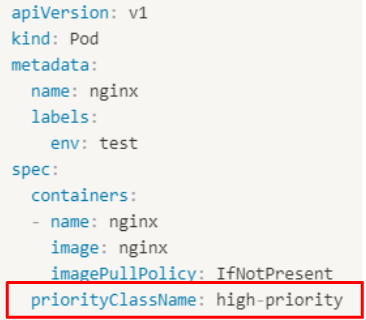 apiVersion: v1
kind: Pod
metadata:
  name: nginx
  labels:
    env: test
spec:
  containers:
  - name: nginx
    image: nginx
    imagePullPolicy: IfNotPresent
  priorityClassName: high-priority